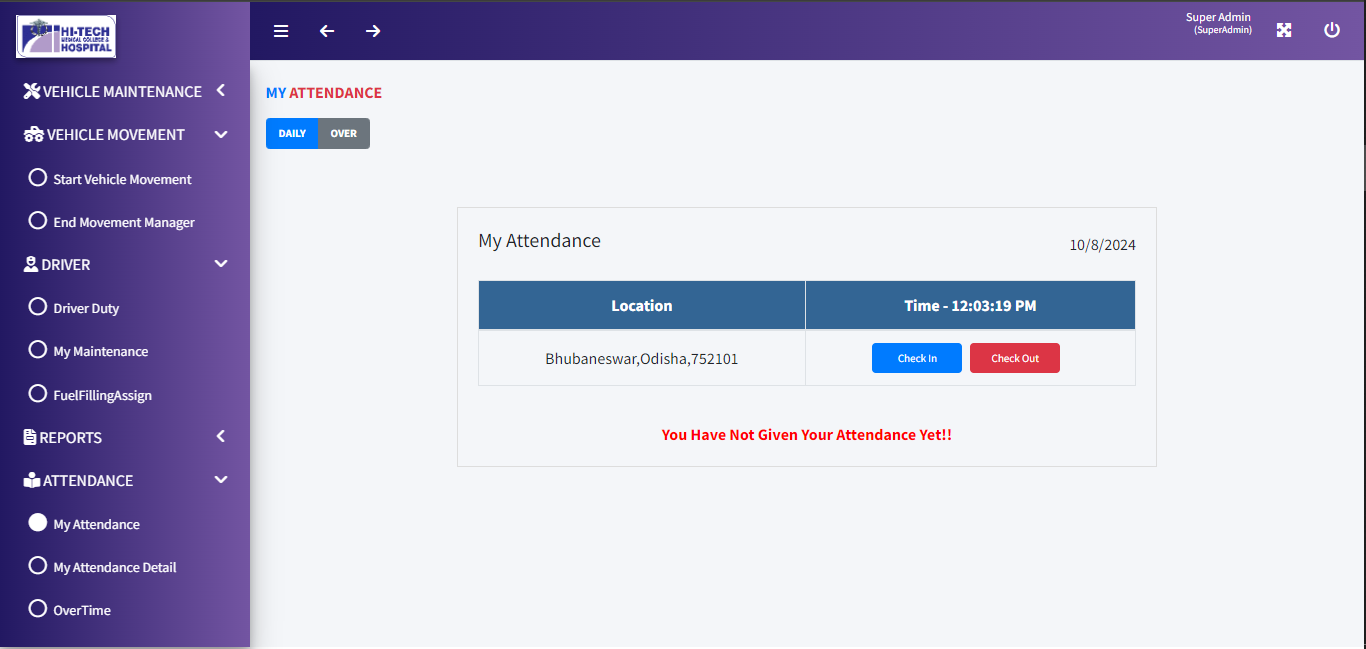 HI-TECH
MEDICAL COLLEGE &
HOSPITAL
Super Admin
(SuperAdmin)
VEHICLE MAINTENANCE
VEHICLE MOVEMENT
Start Vehicle Movement
End Movement Manager
DRIVER
Driver Duty
My Maintenance
FuelFillingAssign
REPORTS
ATTENDANCE
My Attendance
My Attendance Detail
OverTime
MY ATTENDANCE
DAILY OVER
My Attendance 10/8/2024
Location Time - 12:03:19 PM
Bhubaneswar,Odisha,752101 Check In Check Out
You Have Not Given Your Attendance Yet!!